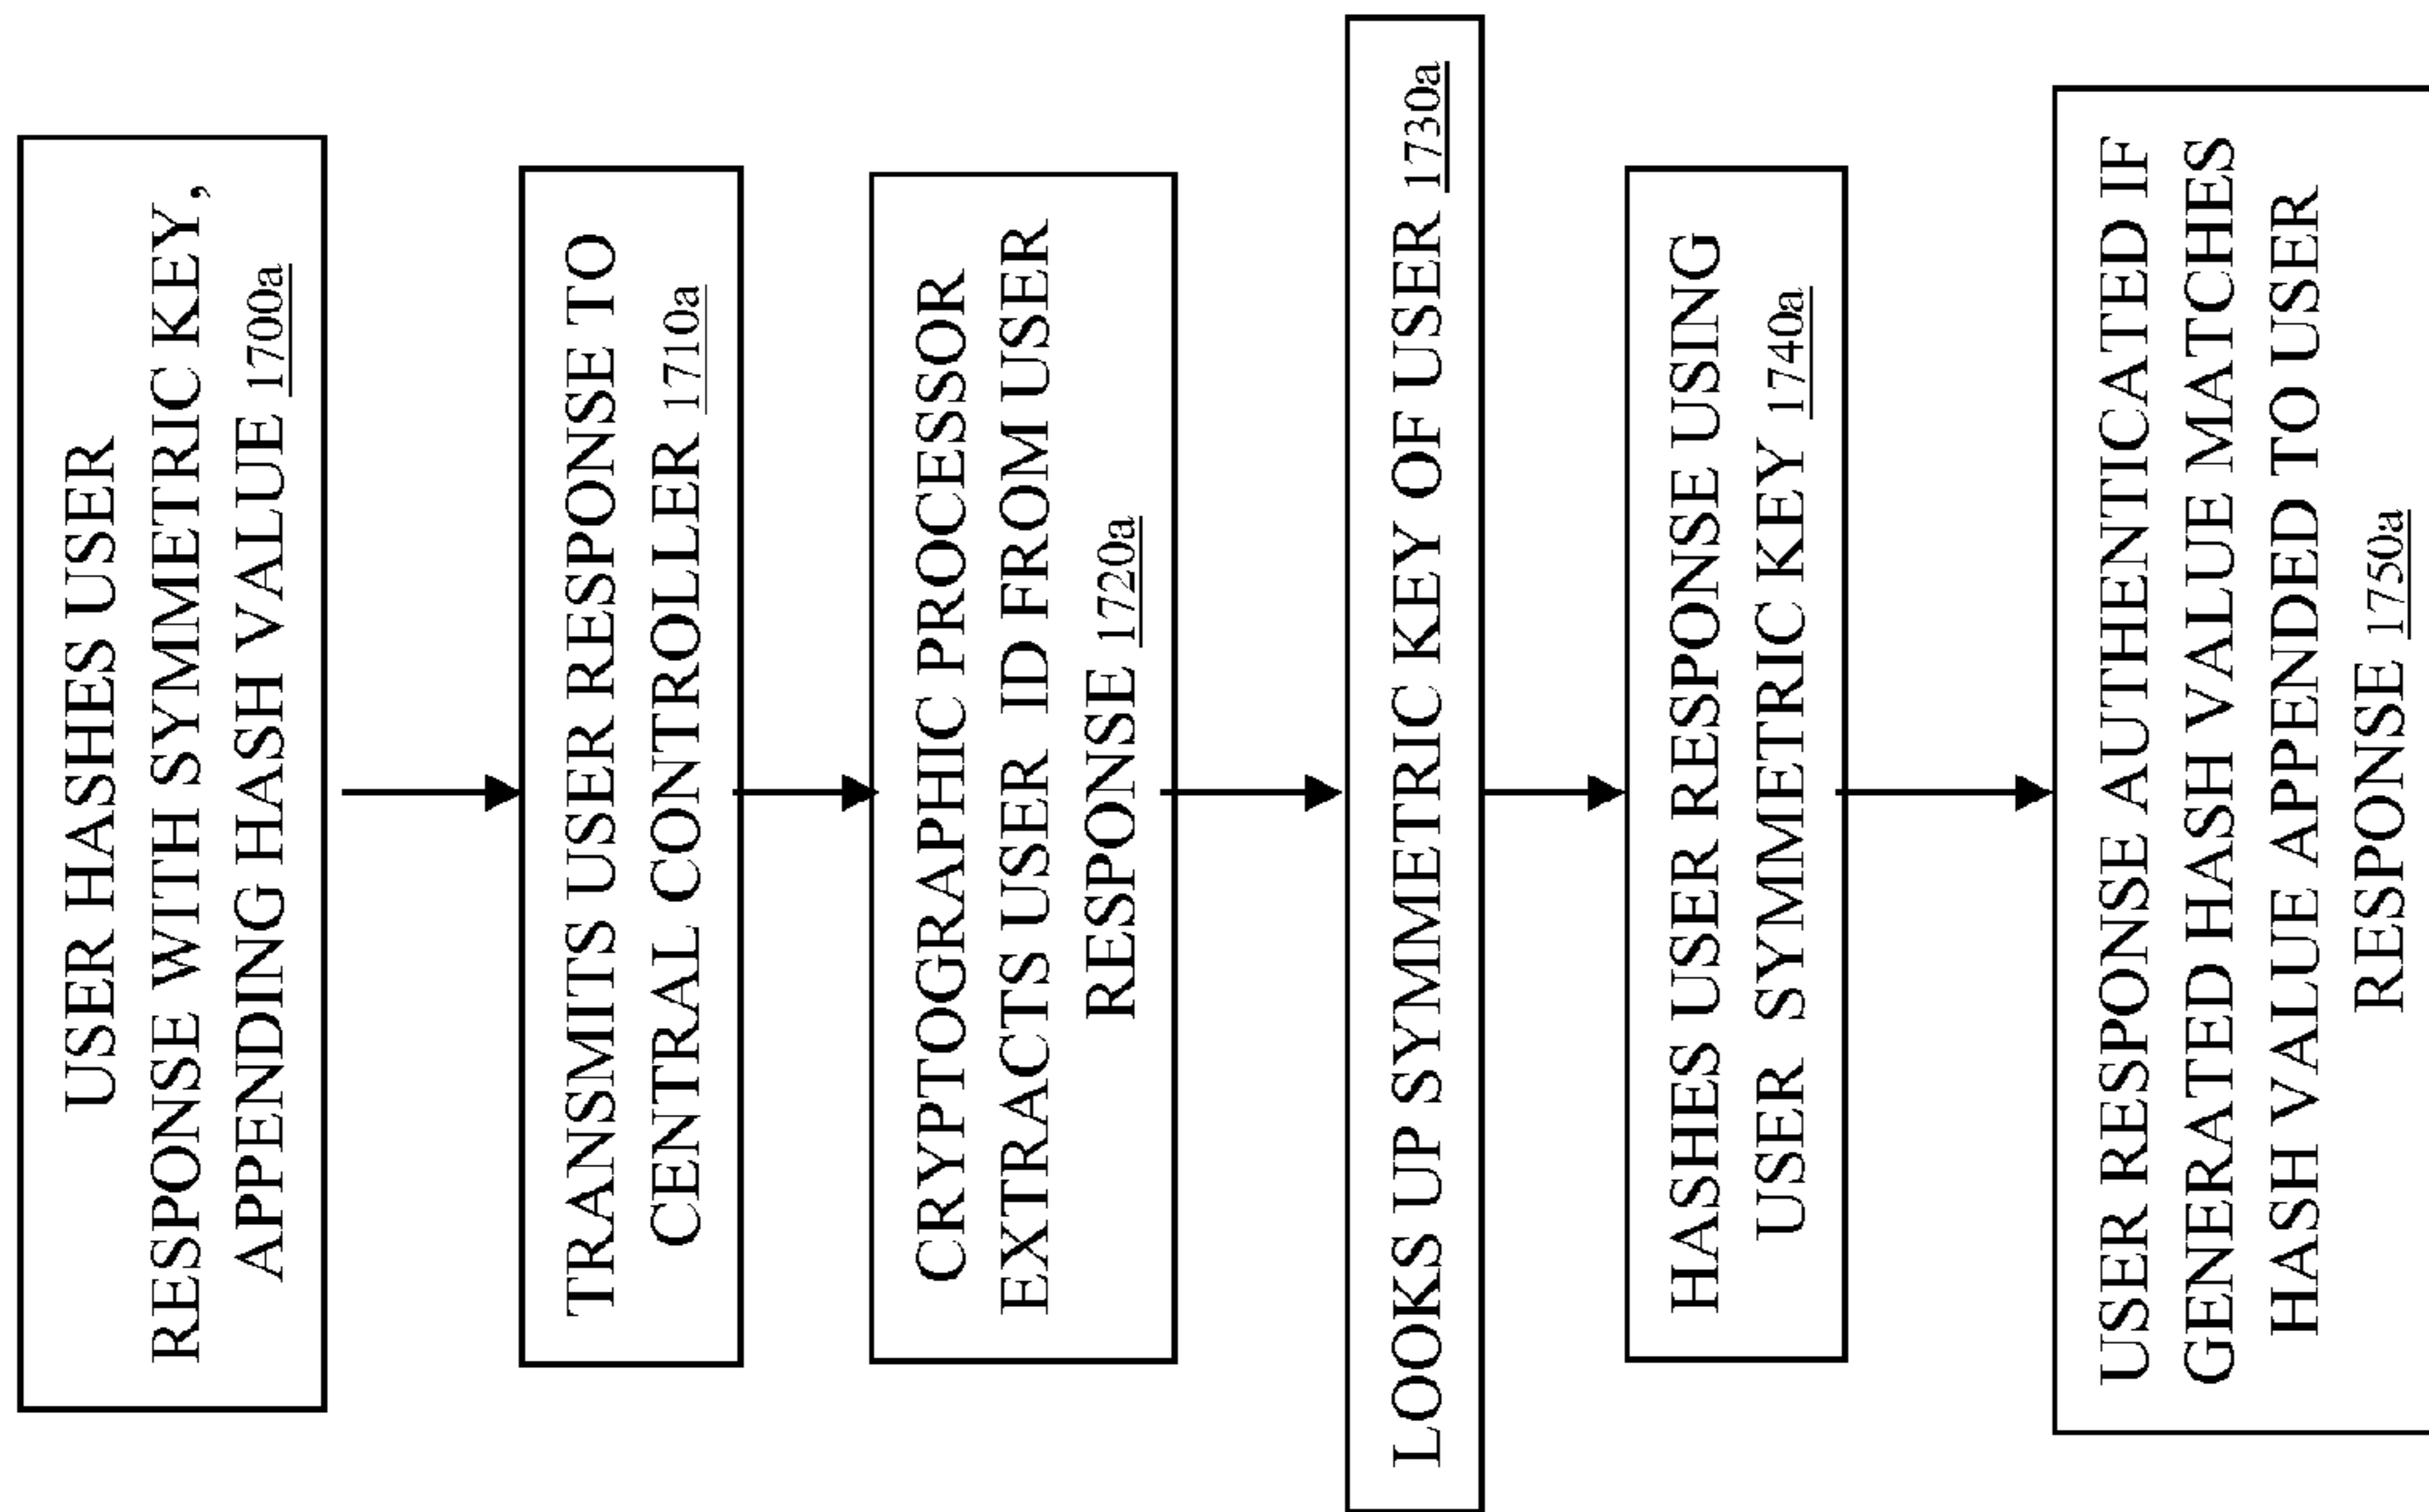 USER HASHES USER
RESPONSE WITH SYMMETRIC KEY,
APPENDING HASH VALUE 1700a
TRANSMITS USER RESPONSE TO
CENTRAL CONTROLLER 1710a
CRYPTOGRAPHIC PROCESSOR
EXTRACTS USER ID FROM USER
RESPONSE 1720a
LOOKS UP SYMMETRIC KEY OF USER 1730a
HASHES USER RESPONSE USING
USER SYMMETRIC KEY 1740a
USER RESPONSE AUTHENTICATED IF
GENERATED HASH VALUE MATCHES
HASH VALUE APPENDED TO USER
RESPONSE 1750a